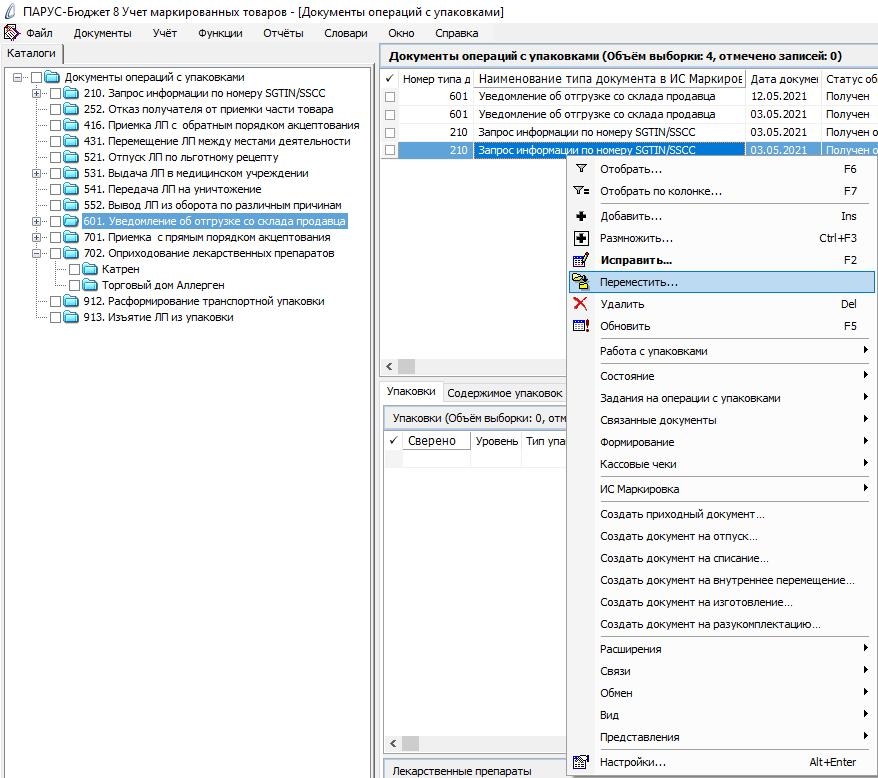 ПАРУС-Бюджет 8 Учет маркированных товаров - [Документы операций с упаковками]
Файл Документы Учёт Функции Отчёты Словари Окно Справка
Каталоги
Документы операций с упаковками
210. Запрос информации по номеру SGTIN/SSCC
252. Отказ получателя от приемки части товара
416. Приемка ЛП с обратным порядком акцептования
431. Перемещение ЛП между местами деятельности
521. Отпуск ЛП по льготному рецепту
531. Выдача ЛП в медицинском учреждении
541. Передача ЛП на уничтожение
552. Вывод ЛП из оборота по различным причинам
601. Уведомление об отгрузке со склада продавца
701. Приемка с прямым порядком акцептования
702. Оприходование лекарственных препаратов
Катрен
Торговый дом Аллерген
912. Расформирование транспортной упаковки
913. Изъятие ЛП из упаковки
Документы операций с упаковками (Объём выборки: 4, отмечено записей: 0)
Номер типа д Наименование типа документа в ИС Маркиров Дата докумен Статус об
601 Уведомление об отгрузке со склада продавца 12.05.2021 Получен
601 Уведомление об отгрузке со склада продавца 03.05.2021 Получен
210 Запрос информации по номеру SGTIN/SSCC 03.05.2021 Получен о
210 Запрос информации по номеру SGTIN/SSCC 03.05.2021 Получен о
Отобрать... F6
Отобрать по колонке... F7
Добавить... Ins
Размножить... Ctrl+F3
Исправить... F2
Переместить...
Удалить Del
Обновить F5
Работа с упаковками
Состояние
Задания на операции с упаковками
Связанные документы
Формирование
Кассовые чеки
ИС Маркировка
Создать приходный документ...
Создать документ на отпуск...
Создать документ на списание...
Создать документ на внутреннее перемещение...
Создать документ на изготовление...
Создать документ на разукомплектацию...
Расширения
Связи
Обмен
Вид
Представления
Настройки... Alt+Enter
Упаковки Содержимое упаковок
Упаковки (Объём выборки: 0, отм
Сверено Уровень Тип упа
Лекарственные препараты